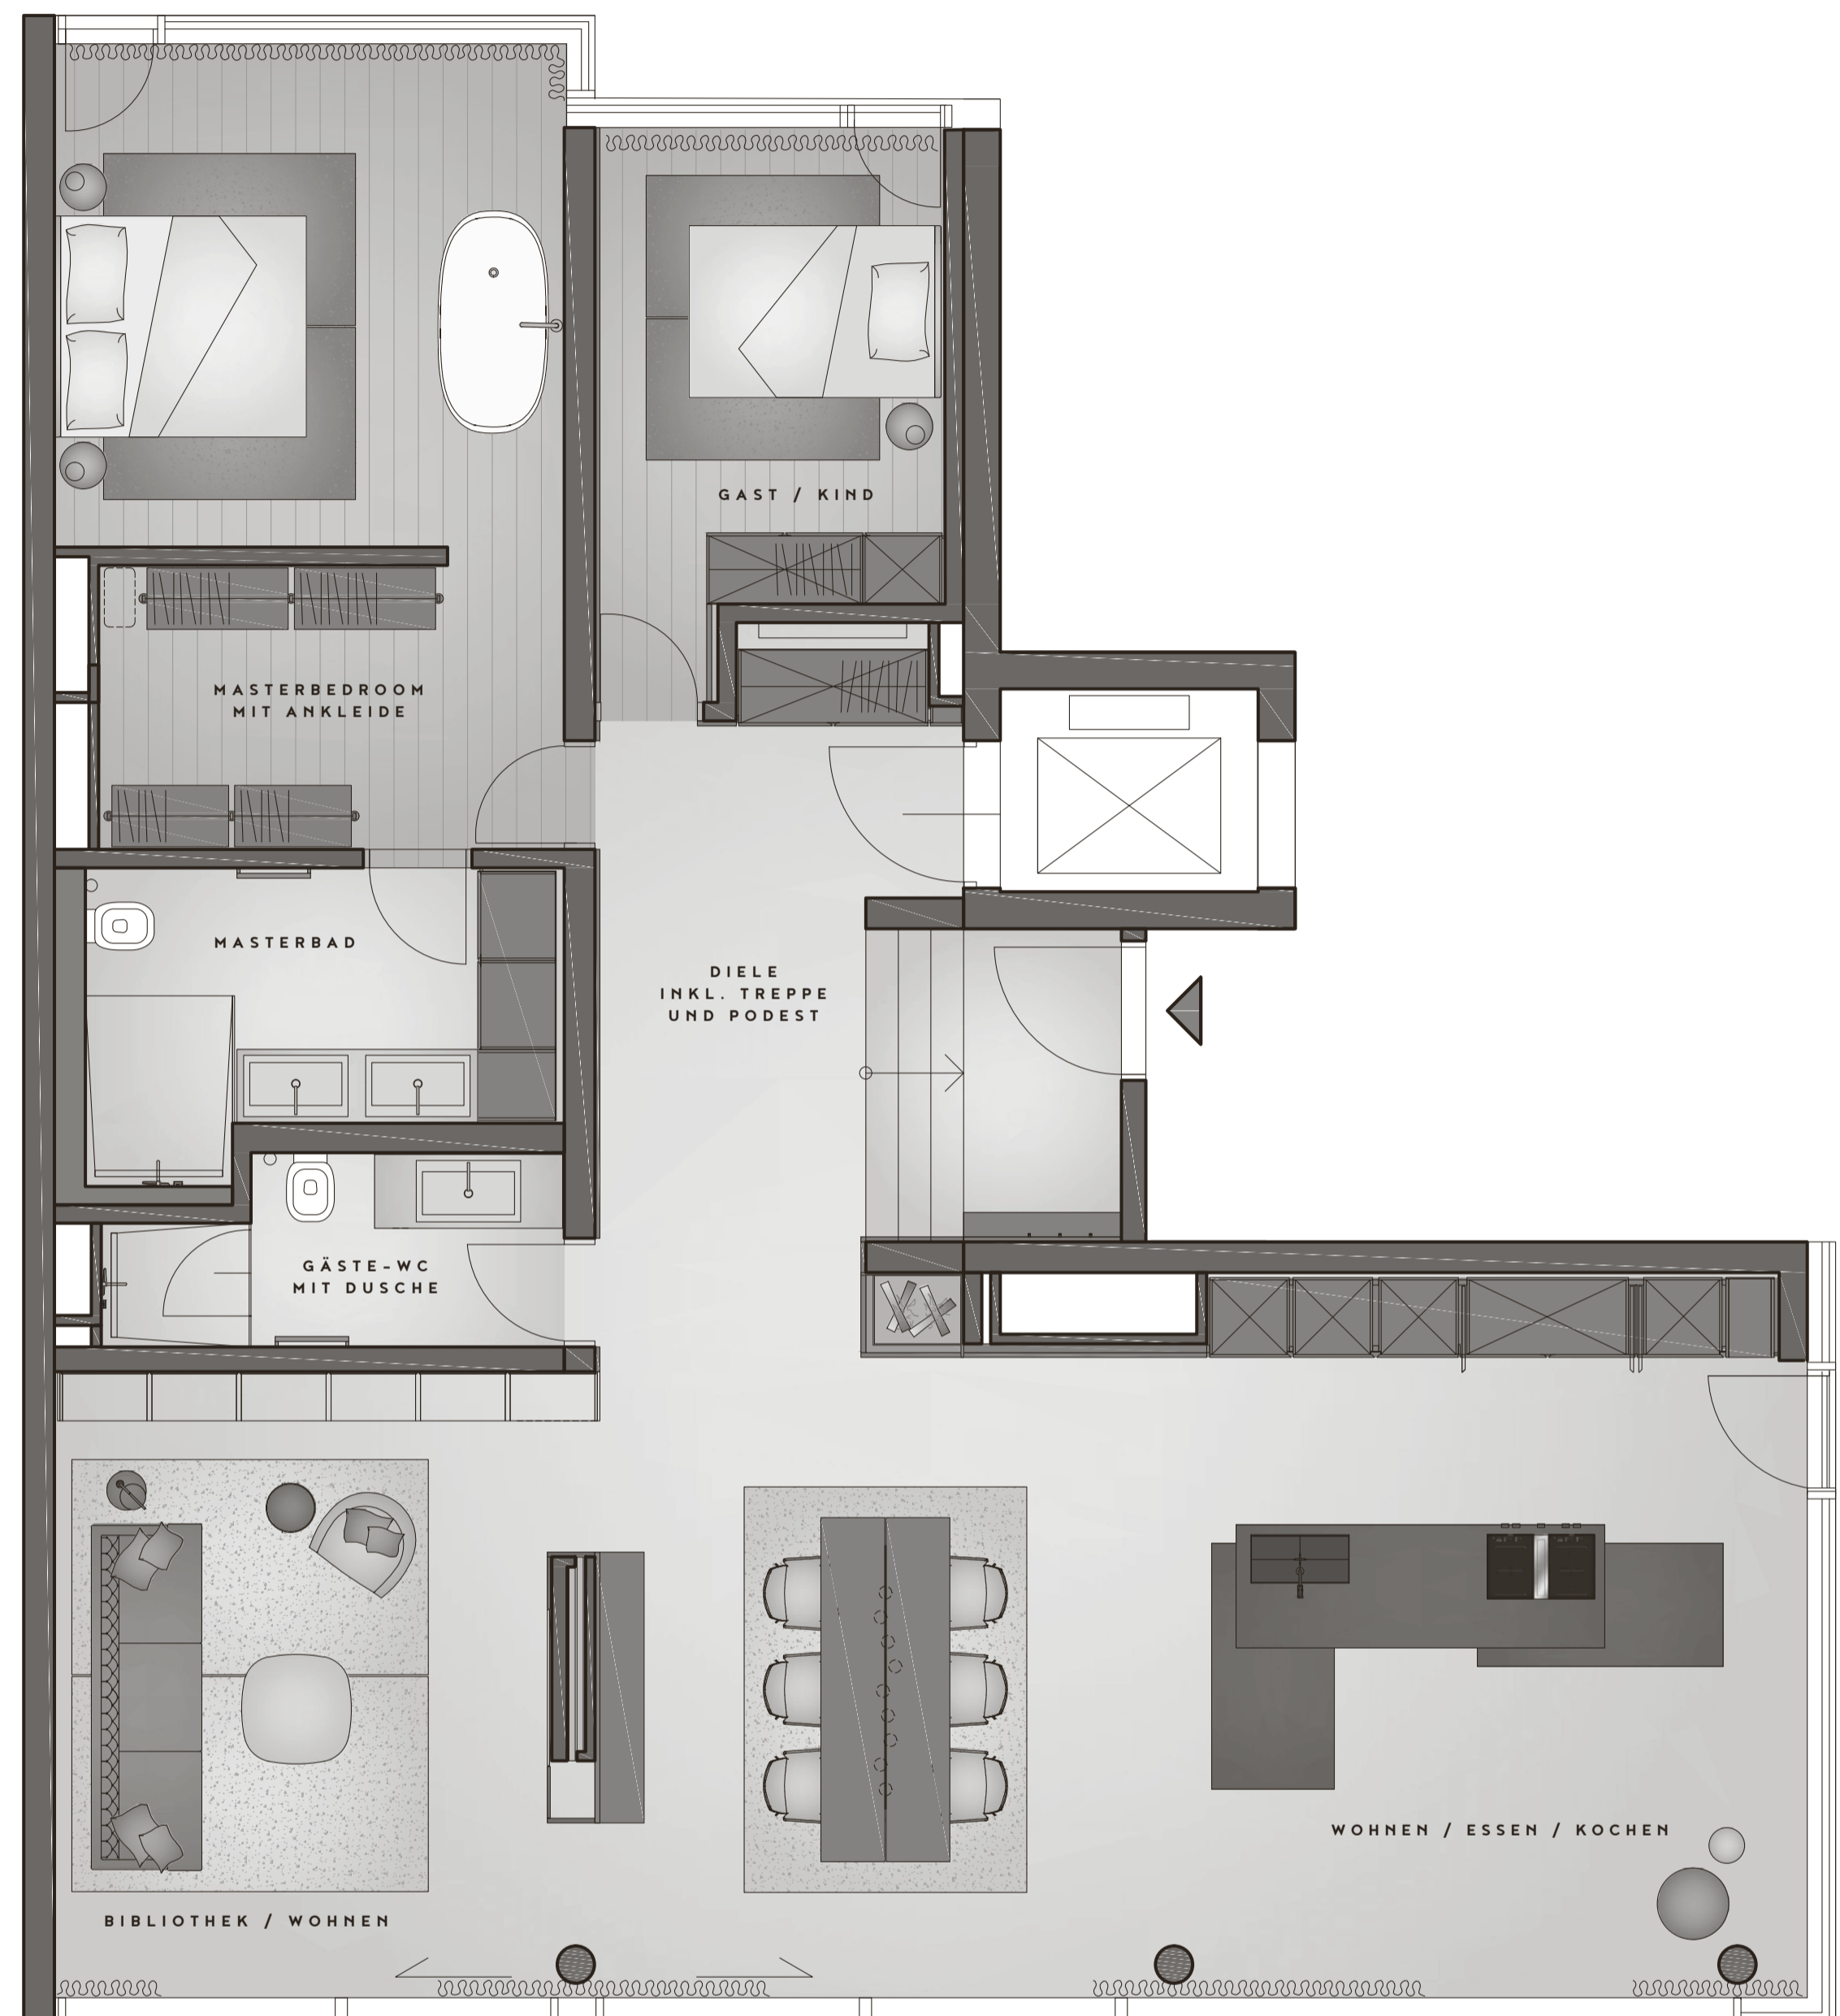 GAST / KIND
MASTERBEDROOM
MIT ANKLEIDE
MASTERBAD
DIELE
INKL. TREPPE
UND PODEST
GÄSTE-WC
MIT DUSCHE
WOHNEN / ESSEN / KOCHEN
BIBLIOTHEK / WOHNEN